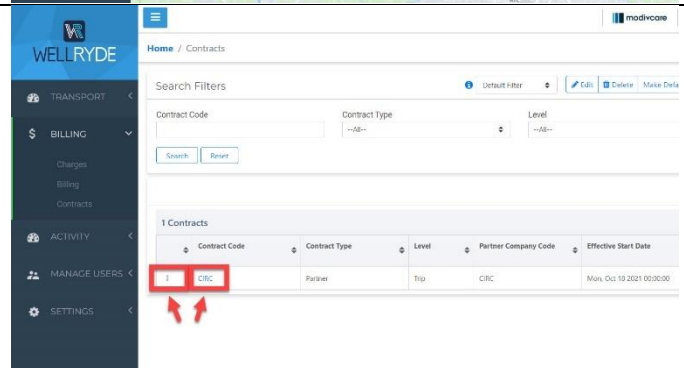 WR
modivcare
WELLRYDE
Home / Contracts
Search Filters
Default Filter
Edit Delete Make Defa
TRANSPORT
Contract Code Contract Type Level
--All-- --All--
BILLING
Search Reset
Charges
Billing
Contracts
1 Contracts
ACTIVITY
Contract Code Contract Type Level Partner Company Code Effective Start Date
MANAGE USERS
CIRC Partner Trip CIRC Mon, Oct 18 2021 00:00:00
SETTINGS